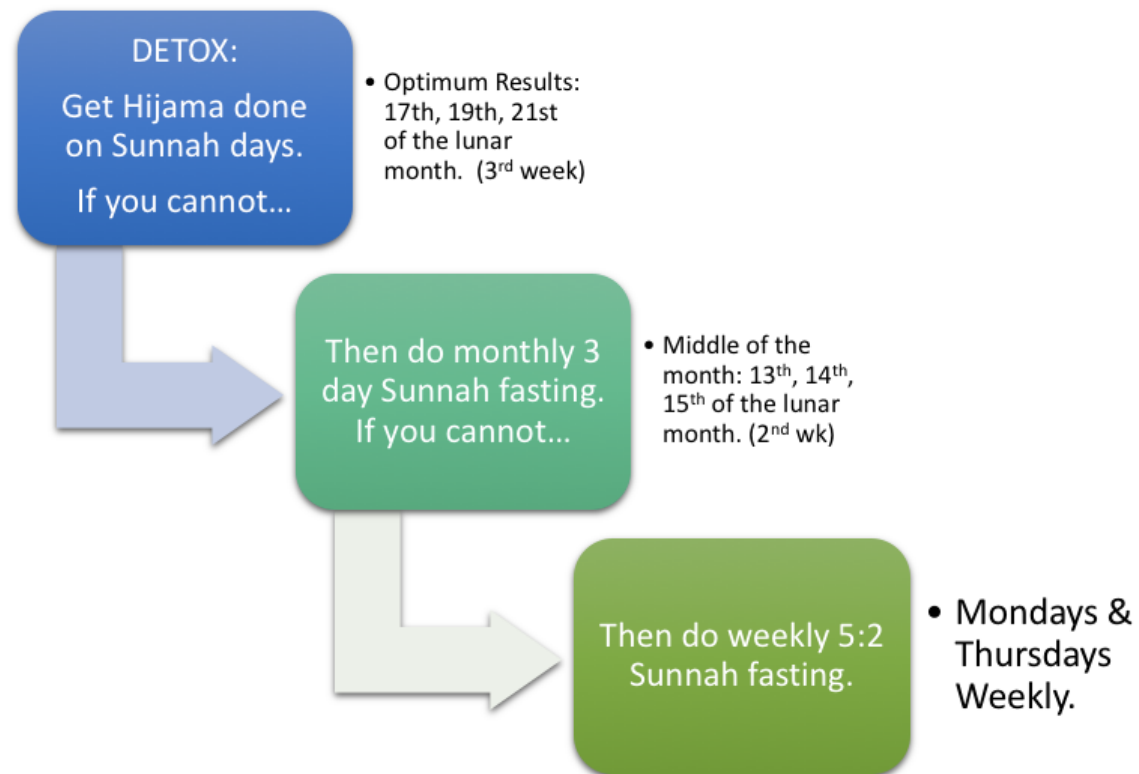 DETOX:
Get Hijama done
on Sunnah days.
If you cannot…
• Optimum Results:
17th, 19th, 21st
of the lunar
month.  (3rd week)
Then do monthly 3
day Sunnah fasting.
If you cannot…
• Middle of the
month: 13th, 14th,
15th of the lunar
month. (2nd wk)
Then do weekly 5:2
Sunnah fasting.
• Mondays &
Thursdays
Weekly.